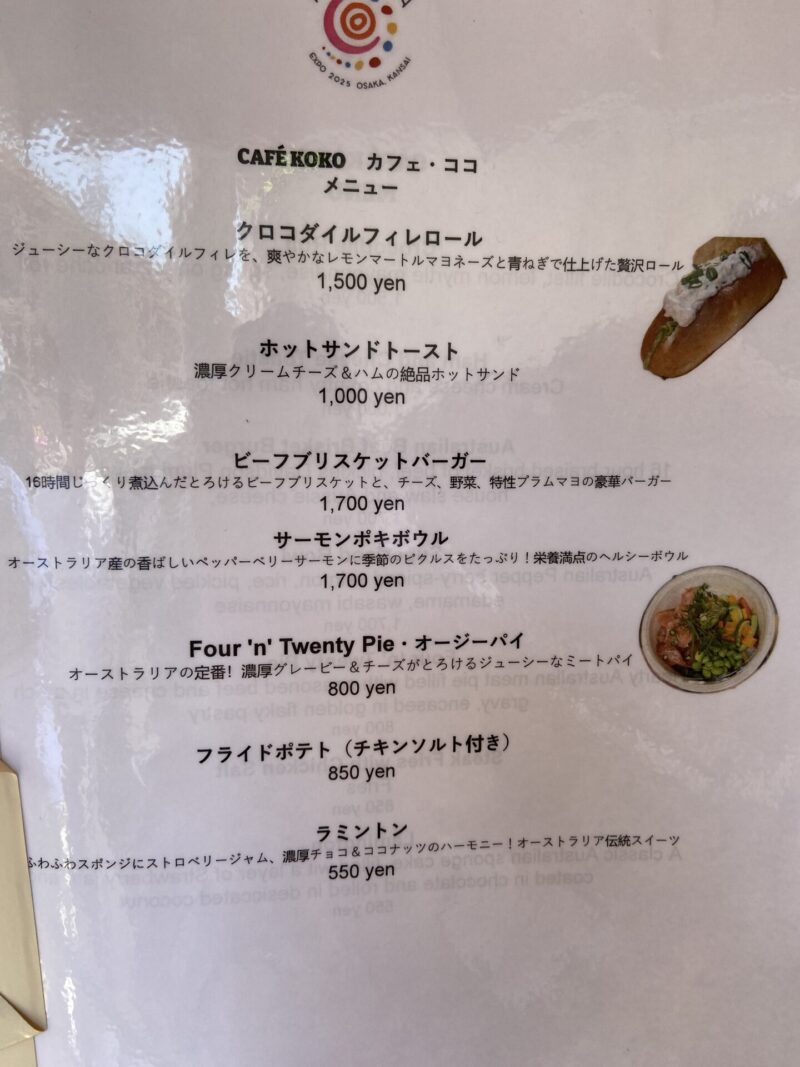 EXPO 2025 OSAKA, KANSAI
CAFÉ KOKO カフェ・ココ
メニュー
クロコダイルフィレロール
ジューシーなクロコダイルフィレを、爽やかなレモンマートルマヨネーズと青ねぎで仕上げた贅沢ロール
1,500 yen
ホットサンドトースト
濃厚クリームチーズ＆ハムの絶品ホットサンド
1,000 yen
ビーフブリスケットバーガー
16時間じっくり煮込んだとろけるビーフブリスケットと、チーズ、野菜、特性プラムマヨの豪華バーガー
1,700 yen
サーモンポキボウル
オーストラリア産の香ばしいペッパーベリーサーモンに季節のピクルスをたっぷり！栄養満点のヘルシーボウル
1,700 yen
Four 'n' Twenty Pie・オージーパイ
オーストラリアの定番！濃厚グレービー＆チーズがとろけるジューシーなミートパイ
800 yen
フライドポテト（チキンソルト付き）
850 yen
ラミントン
ふわふわスポンジにストロベリージャム、濃厚チョコ＆ココナッツのハーモニー！オーストラリア伝統スイーツ
550 yen